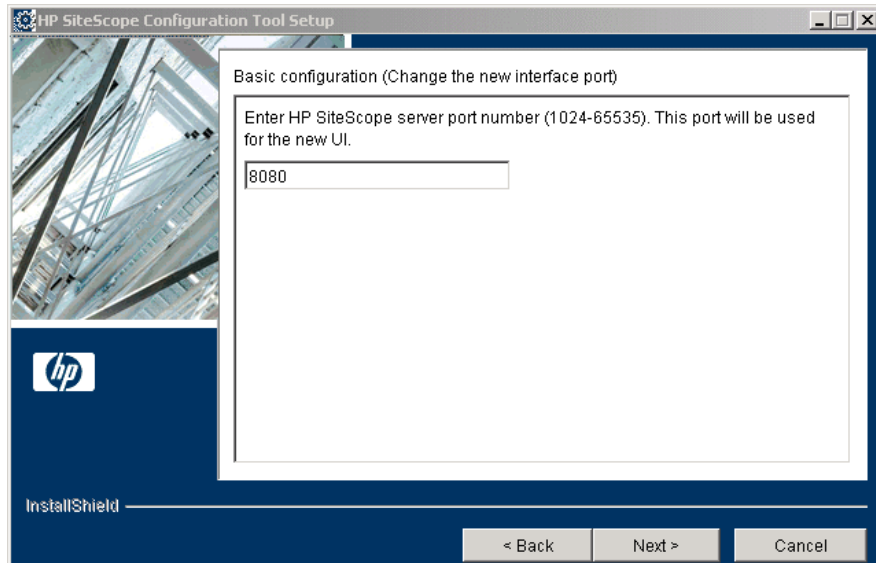 HP SiteScope Configuration Tool Setup
Basic configuration (Change the new interface port)
Enter HP SiteScope server port number (1024-65535). This port will be used
for the new UI.
8080
hp
InstallShield
< Back
Next >
Cancel